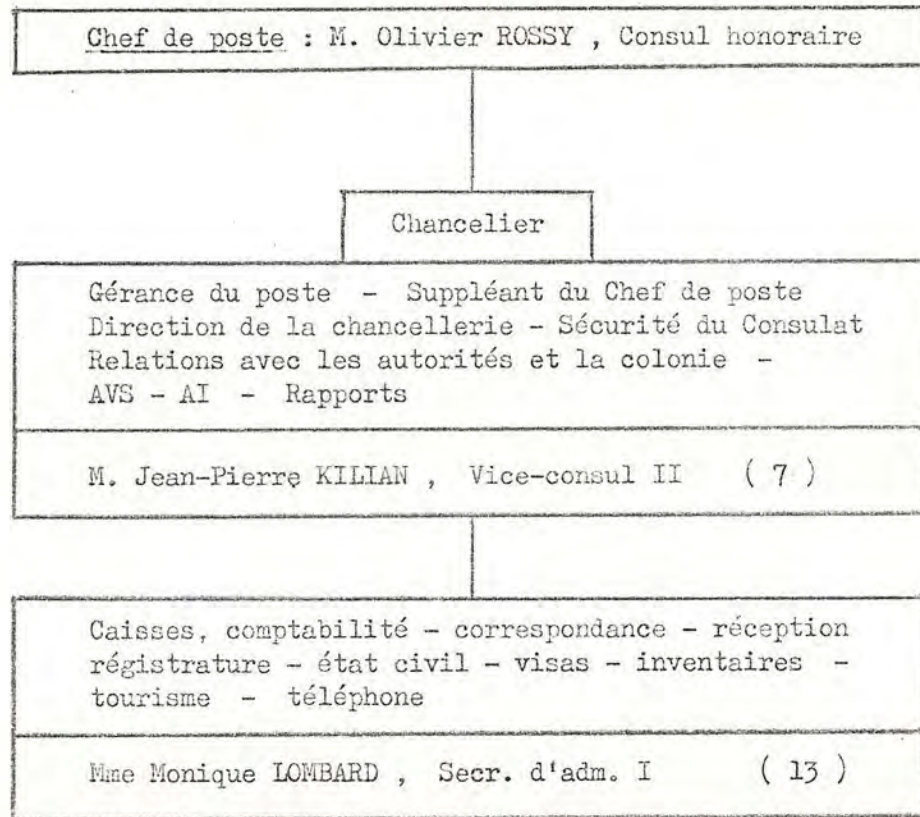 Chef de poste : M. Olivier ROSSY , Consul honoraire
Chancelier
Gérance du poste - Suppléant du Chef de poste
Direction de la chancellerie - Sécurité du Consulat
Relations avec les autorités et la colonie -
AVS - AI - Rapports
M. Jean-Pierre KILIAN , Vice-consul II ( 7 )
Caisses, comptabilité - correspondance - réception
régistrature - état civil - visas - inventaires -
tourisme - téléphone
Mme Monique LOMBARD , Secr. d'adm. I ( 13 )